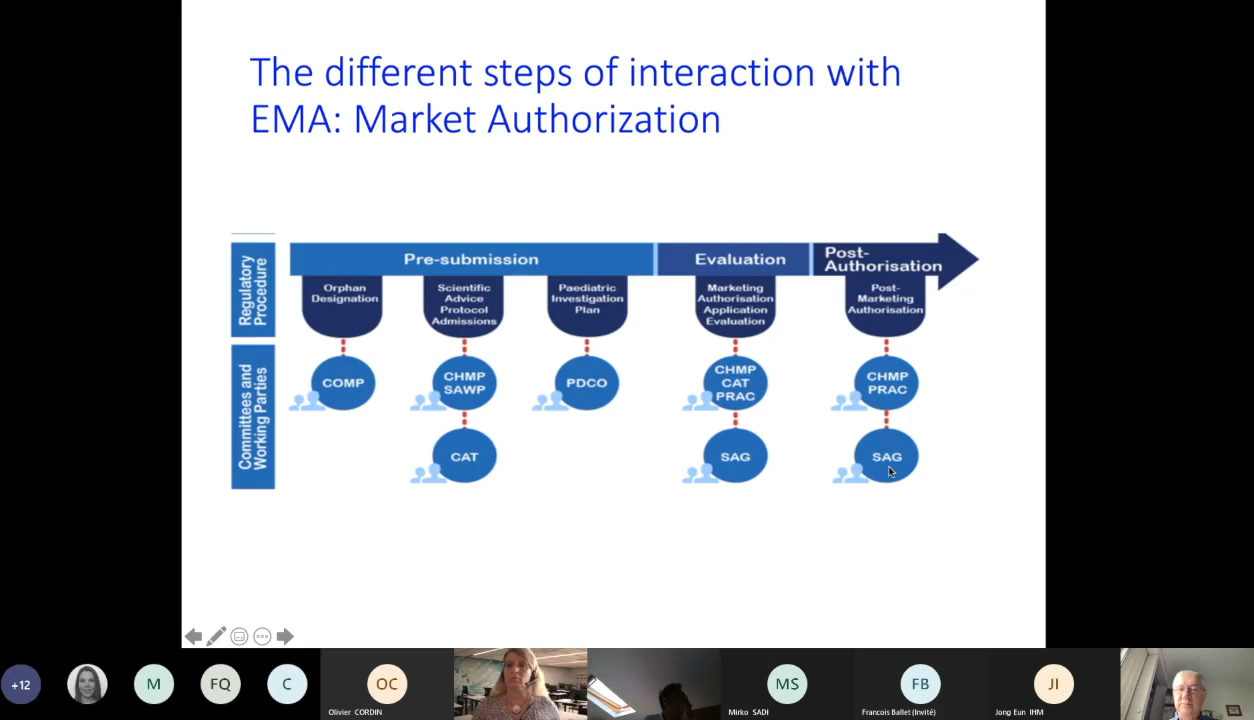 The different steps of interaction with
EMA: Market Authorization
Regulatory
Procedure
Pre-submission
Evaluation
Post-
Authorisation
Orphan
Designation
Scientific
Advice
Protocol
Admissions
Paediatric
Investigation
Plan
Marketing
Authorisation
Application
Evaluation
Post-
Marketing
Authorisation
Committees and
Working Parties
COMP
CHMP
SAWP
PDCO
CHMP
CAT
PRAC
CHMP
PRAC
CAT
SAG
SAG
+12
M
FQ
C
OC
MS
FB
JI
Olivier CORDIN
Mirko SADI
Francois Ballet (Invité)
Jong Eun IHM